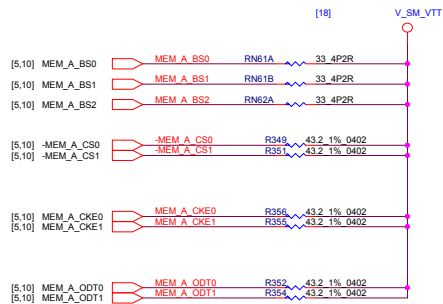 [18] V_SM_VTT
[5,10] MEM_A_BS0 MEM_A_BS0 RN61A 33_4P2R
[5,10] MEM_A_BS1 MEM_A_BS1 RN61B 33_4P2R
[5,10] MEM_A_BS2 MEM_A_BS2 RN62A 33_4P2R
[5,10] -MEM_A_CS0 -MEM_A_CS0 R349 43.2_1%_0402
[5,10] -MEM_A_CS1 -MEM_A_CS1 R351 43.2_1%_0402
[5,10] MEM_A_CKE0 MEM_A_CKE0 R356 43.2_1%_0402
[5,10] MEM_A_CKE1 MEM_A_CKE1 R355 43.2_1%_0402
[5,10] MEM_A_ODT0 MEM_A_ODT0 R352 43.2_1%_0402
[5,10] MEM_A_ODT1 MEM_A_ODT1 R354 43.2_1%_0402